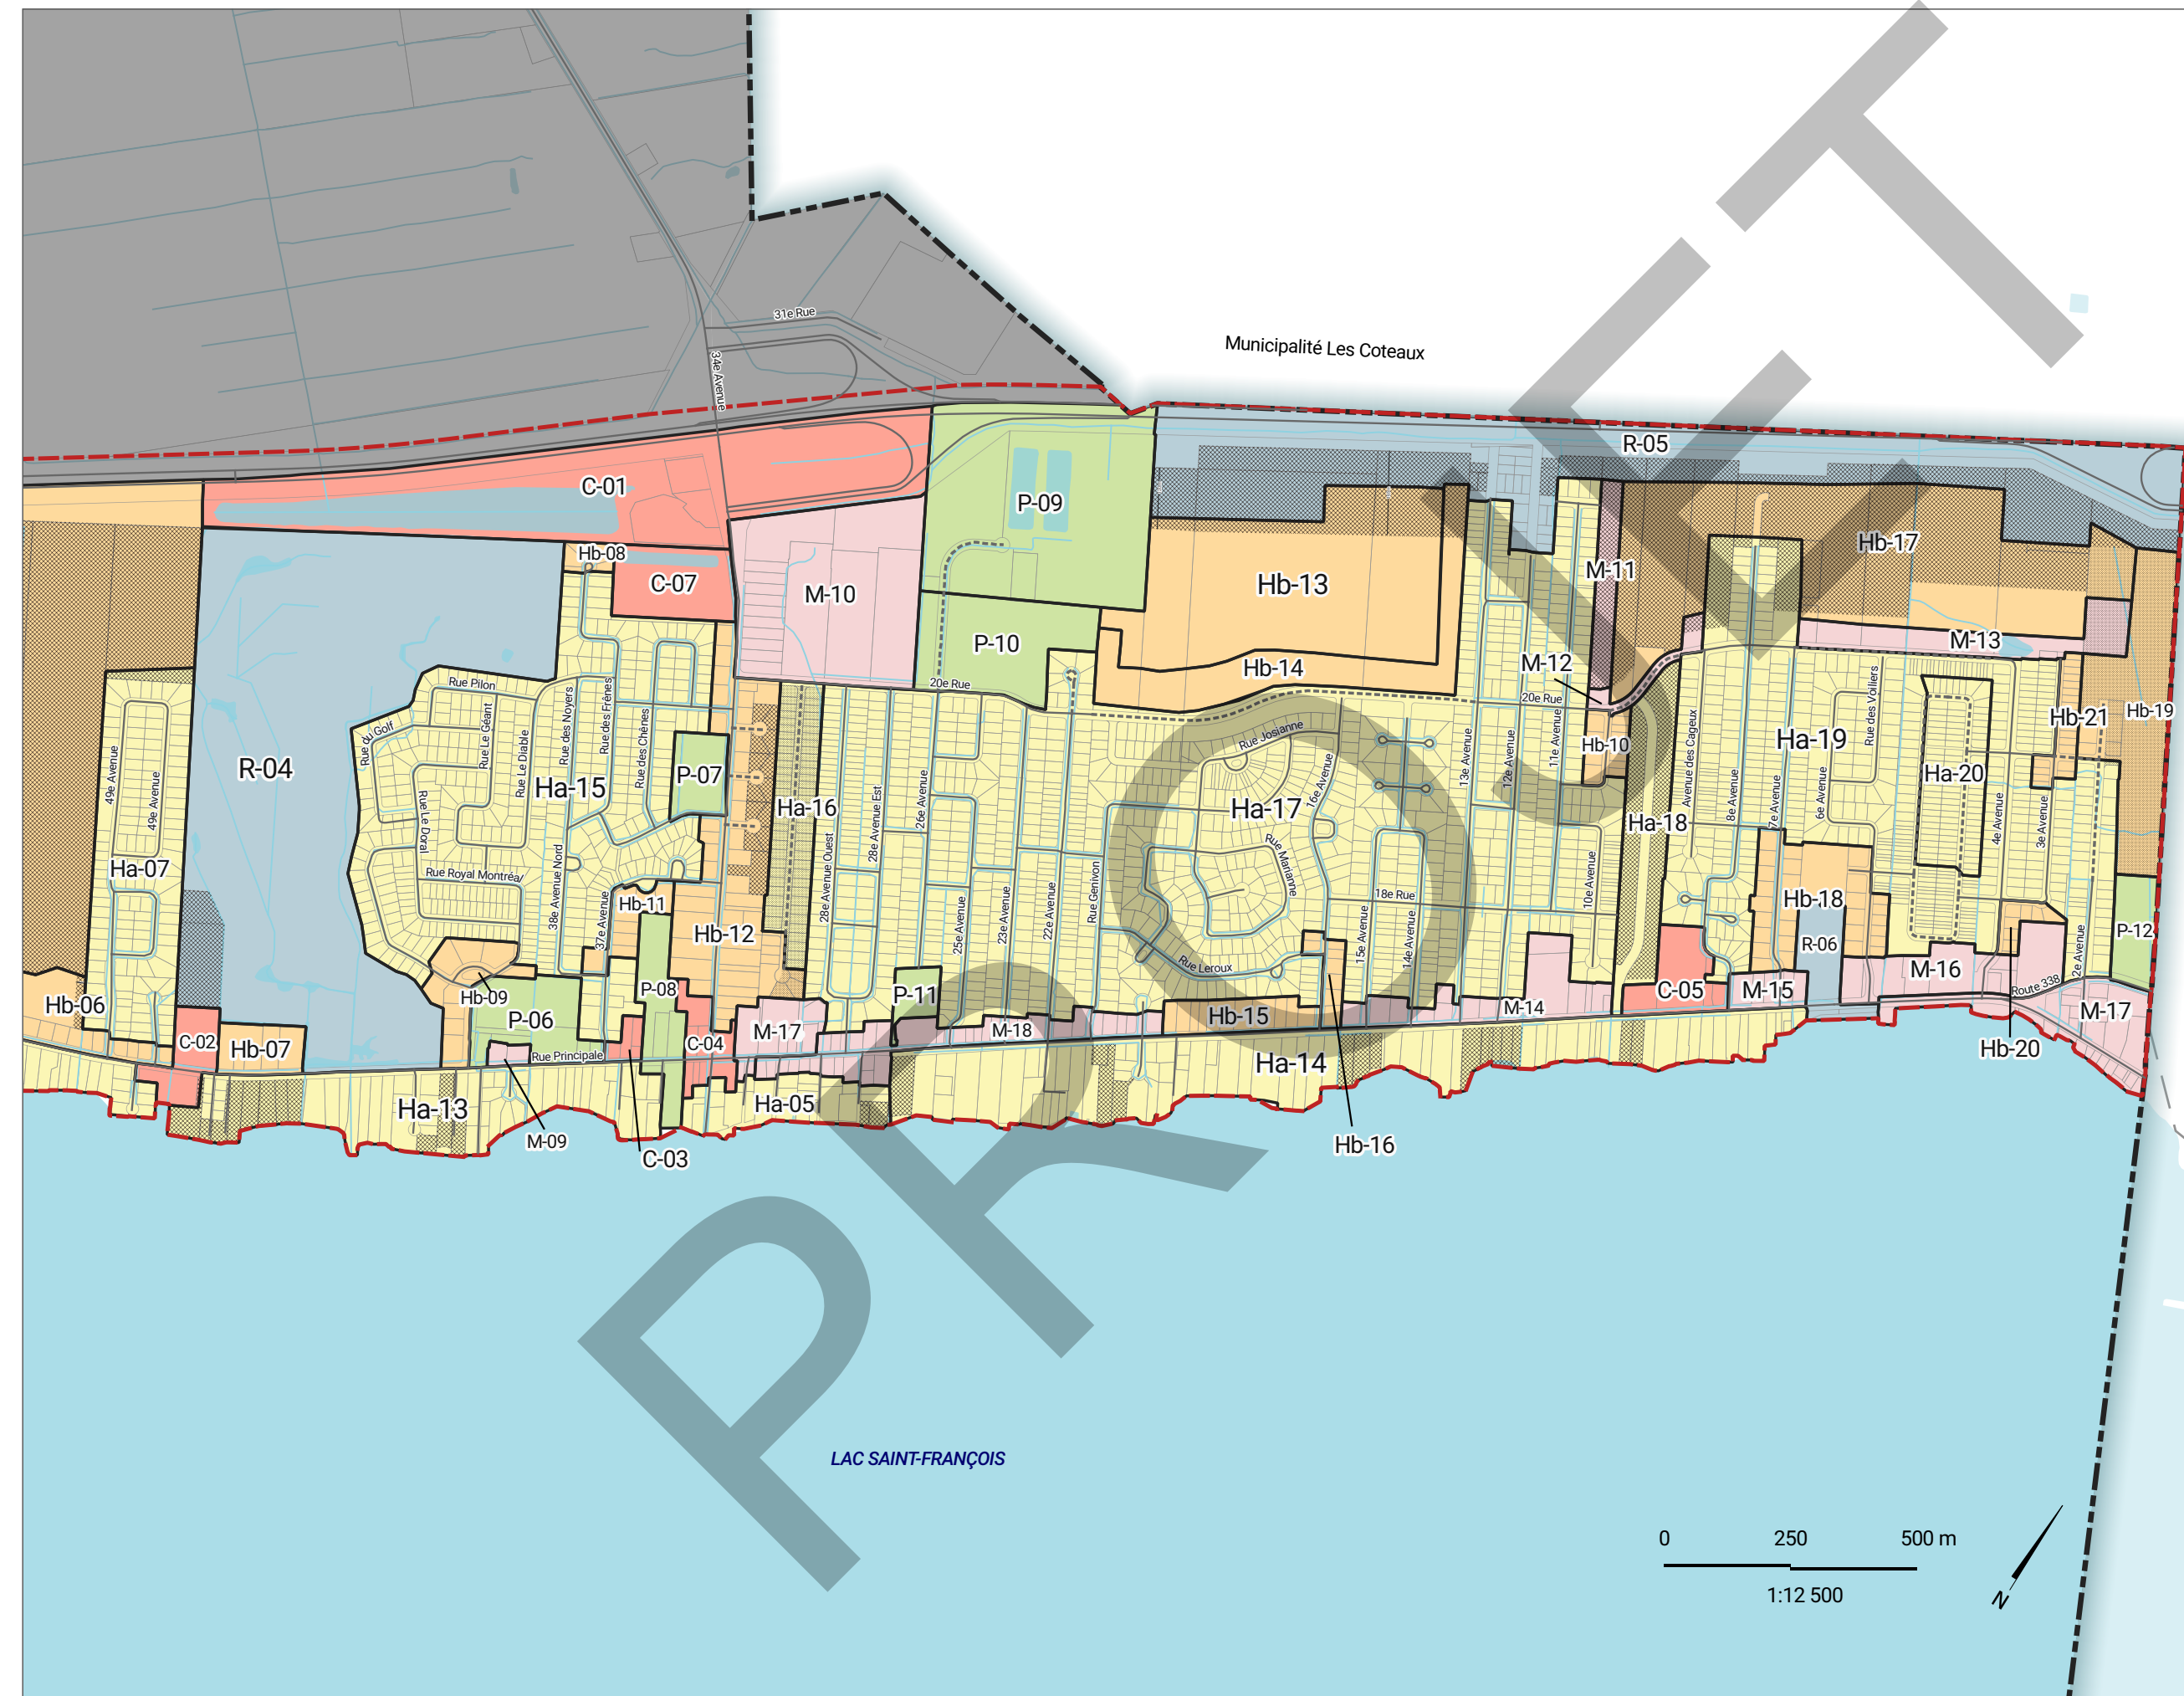 31e Rue
34e Avenue
Municipalité Les Coteaux
R-05
C-01
P-09
Hb-08
C-07
M-10
Hb-13
M-11
Hb-17
P-10
Hb-14
M-12
M-13
20e Rue
20e Rue
Rue Pilon
Rue du Golf
Rue Le Géant
Rue Le Diable
Rue des Noyers
Rue des Frênes
Rue des Chênes
49e Avenue
49e Avenue
R-04
Ha-15
P-07
Ha-16
Rue Josianne
16e Avenue
Ha-17
13e Avenue
12e Avenue
11e Avenue
Hb-10
Avenue des Cageux
Ha-19
Rue des Voiliers
Ha-20
Hb-21
Hb-19
Rue Le Doral
28e Avenue Ouest
28e Avenue Est
26e Avenue
Rue Marianne
Ha-18
8e Avenue
7e Avenue
6e Avenue
4e Avenue
3e Avenue
Ha-07
Rue Royal Montréal
38e Avenue Nord
37e Avenue
Hb-11
Hb-12
25e Avenue
23e Avenue
22e Avenue
Rue Genivon
18e Rue
15e Avenue
14e Avenue
10e Avenue
Hb-18
R-06
P-12
2e Avenue
Rue Leroux
Hb-06
Hb-09
P-06
P-08
P-11
C-05
M-15
M-16
Route 338
M-17
C-02
Hb-07
Rue Principale
C-04
M-17
M-18
Hb-15
M-14
Ha-14
Hb-20
Ha-13
M-09
C-03
Ha-05
Hb-16
LAC SAINT-FRANÇOIS
0 250 500 m
1:12 500
N
PROJET